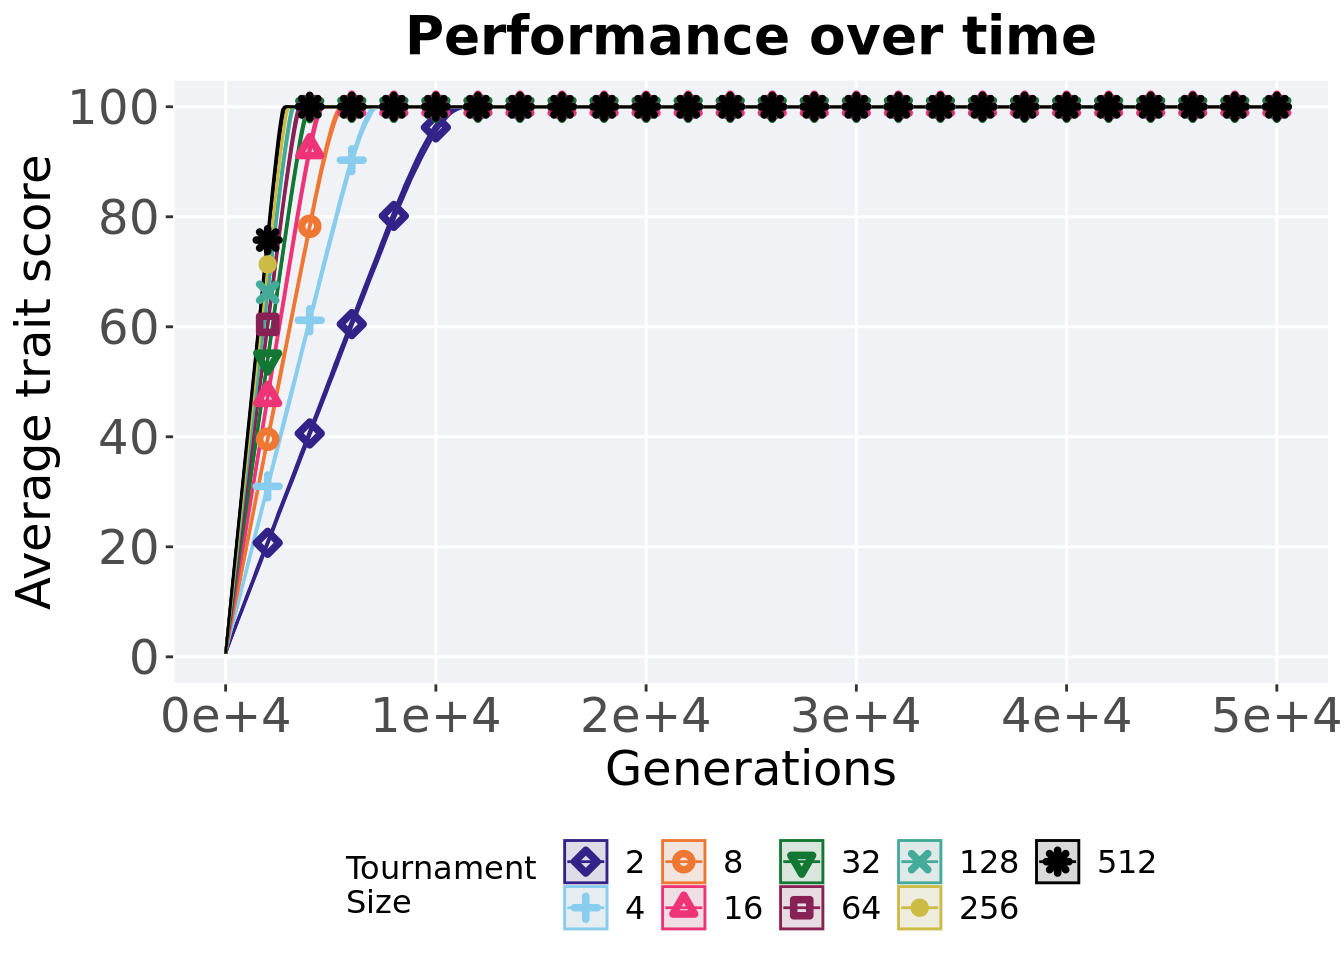 Performance over time
Average trait score
100
80
60
40
20
0
0e+4 1e+4 2e+4 3e+4 4e+4 5e+4
Generations
Tournament
Size
2 8 32 128 512
4 16 64 256